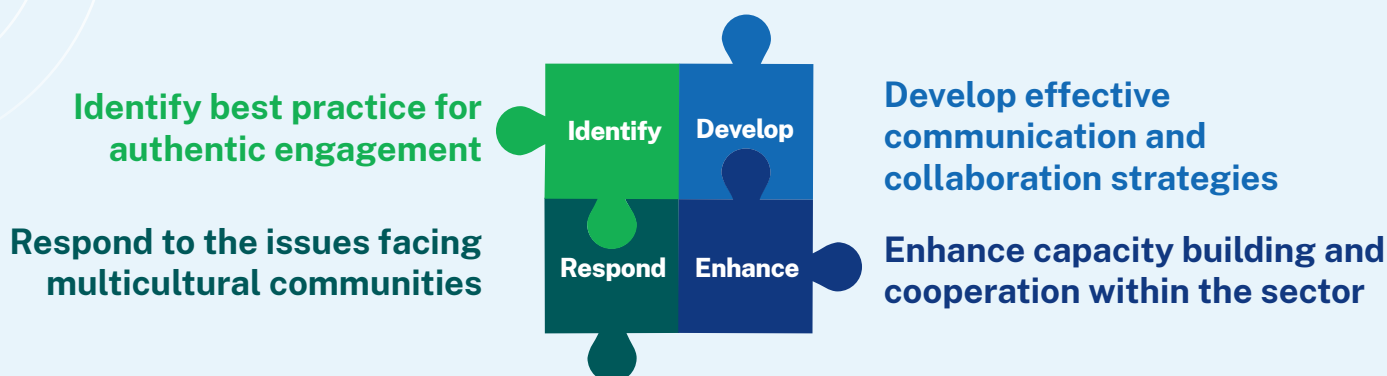 Identify best practice for
authentic engagement
Identify
Develop
Develop effective
communication and
collaboration strategies
Respond to the issues facing
multicultural communities
Respond
Enhance
Enhance capacity building and
cooperation within the sector